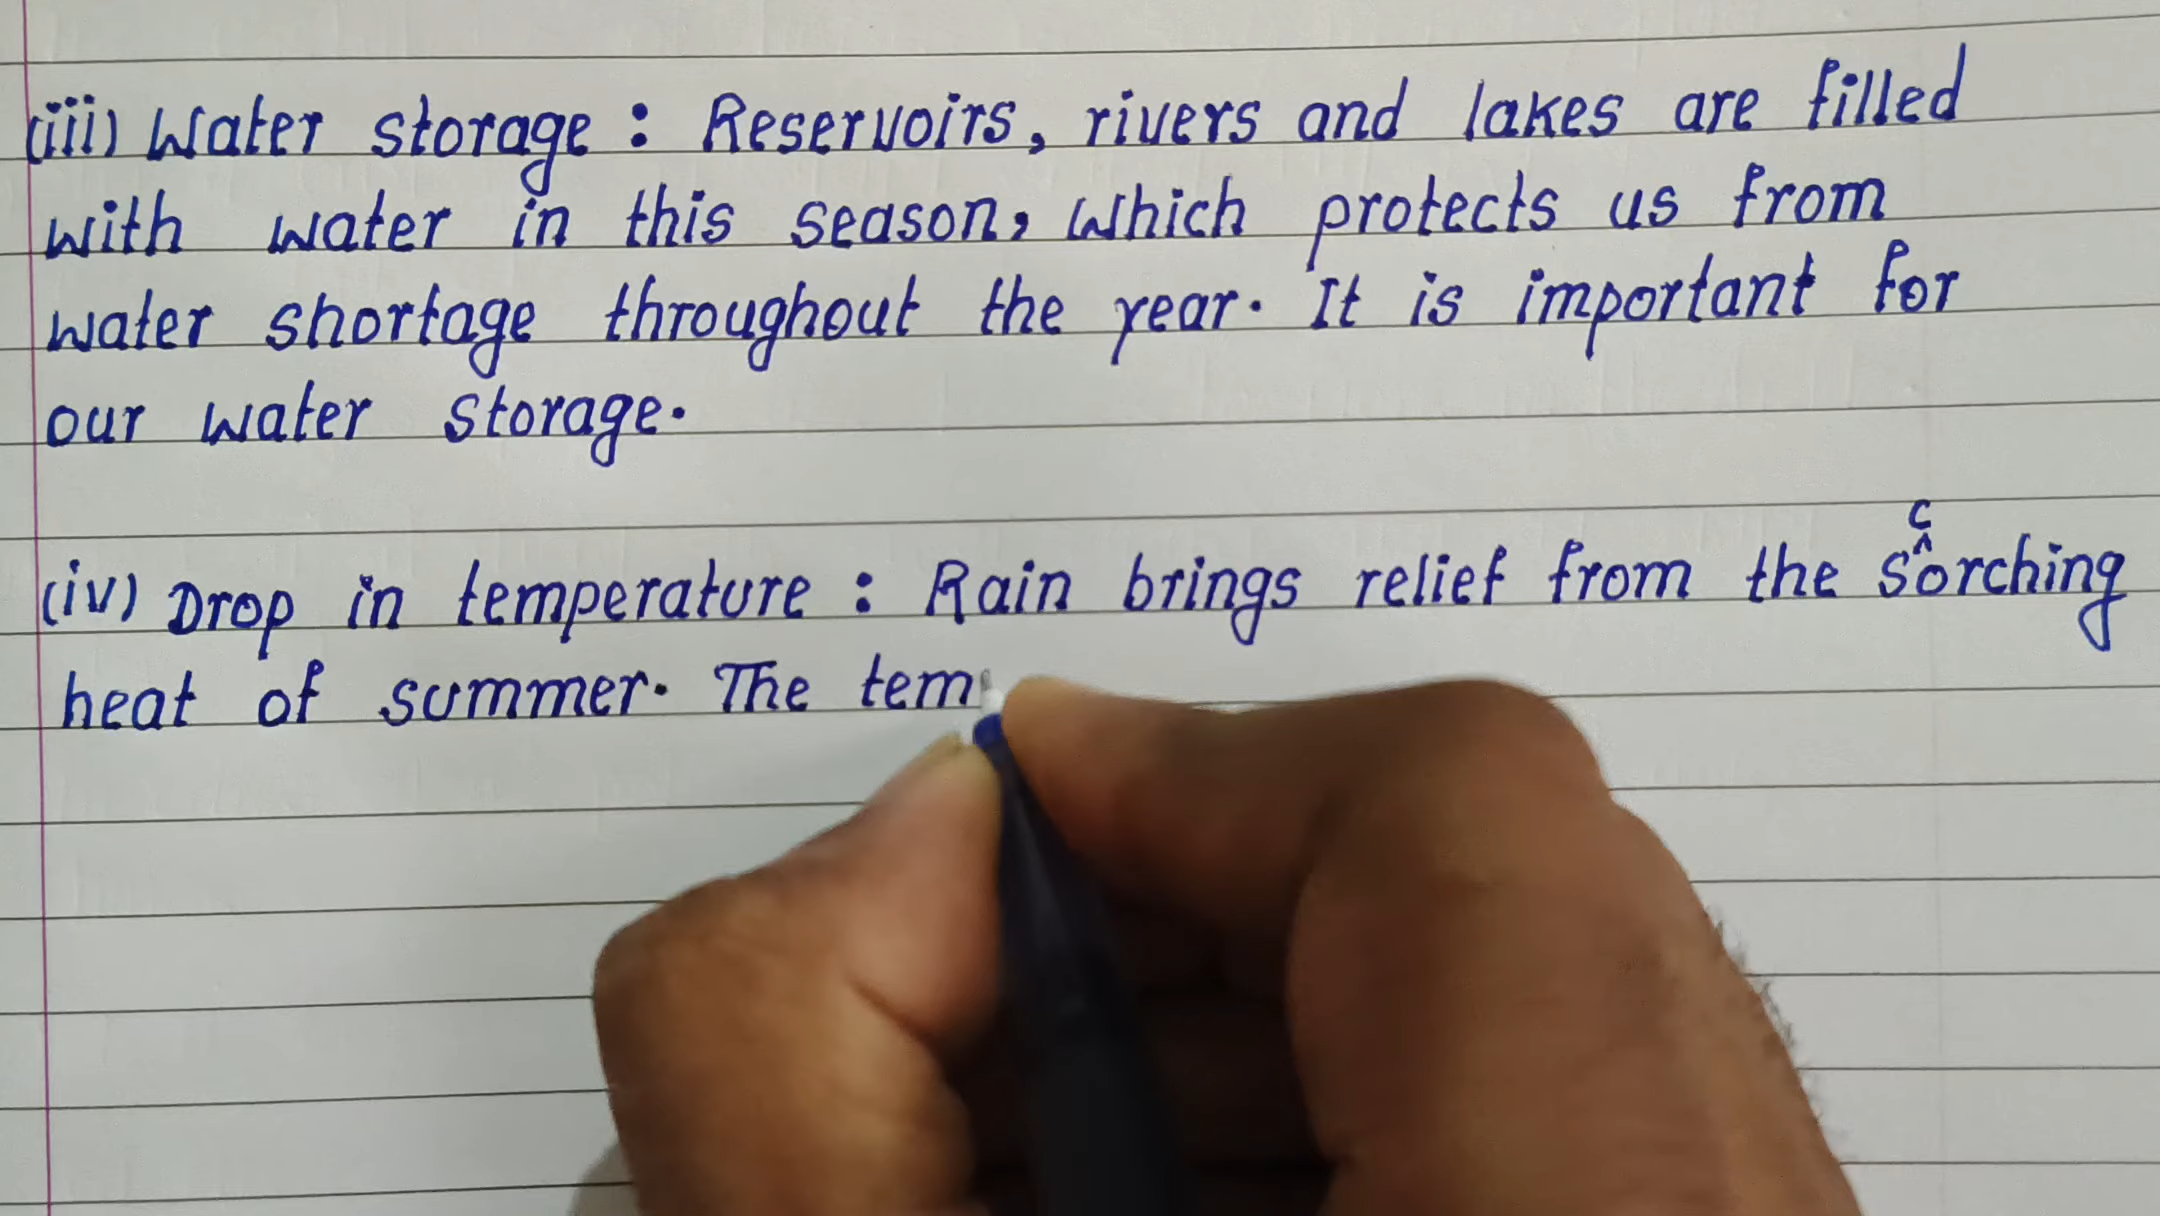 (iii) Water storage : Reservoirs, rivers and lakes are filled
with water in this season, which protects us from
water shortage throughout the year. It is important for
our water storage.
(iv) Drop in temperature : Rain brings relief from the scorching
heat of summer. The tem